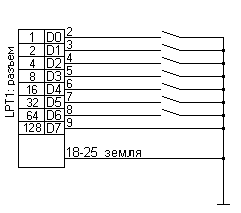 LPT1: разъем
1 D0 2
2 D1 3
4 D2 4
8 D3 5
16 D4 6
32 D5 7
64 D6 8
128 D7 9
18-25 земля